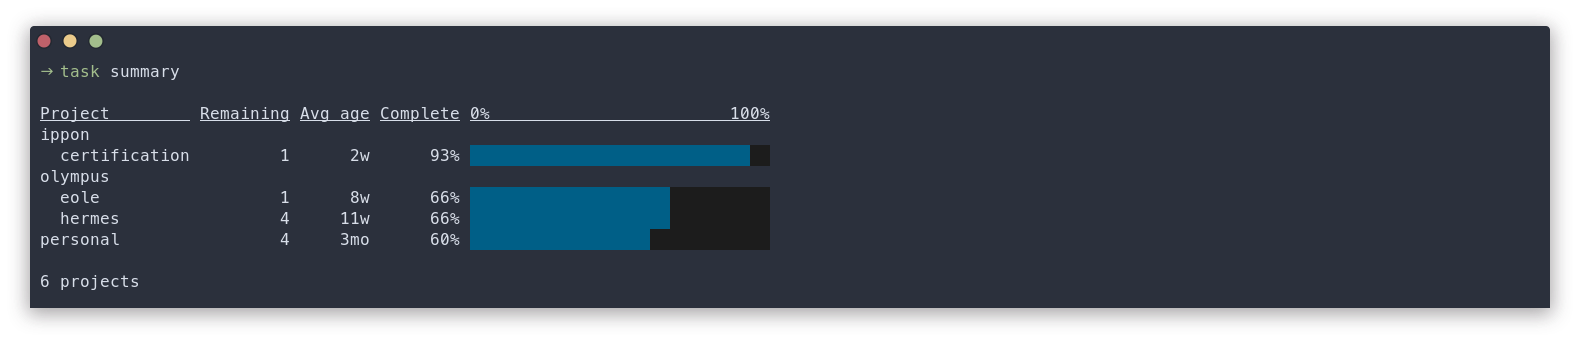 → task summary
Project Remaining Avg age Complete 0% 100%
ippon
certification 1 2w 93%
olympus
eole 1 8w 66%
hermes 4 11w 66%
personal 4 3mo 60%
6 projects